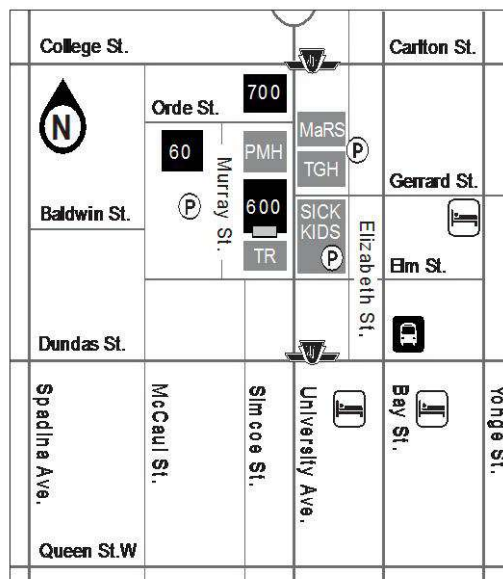 College St.
Carlton St.
N
Orde St.
700
60
PMH
MaRS
P
TGH
Gerrard St.
Murray St.
P
600
SICK
KIDS
P
Baldwin St.
TR
Elizabeth St.
Elm St.
Dundas St.
Spadina Ave.
McCaul St.
Simcoe St.
University Ave.
Bay St.
Yonge St.
Queen St.W